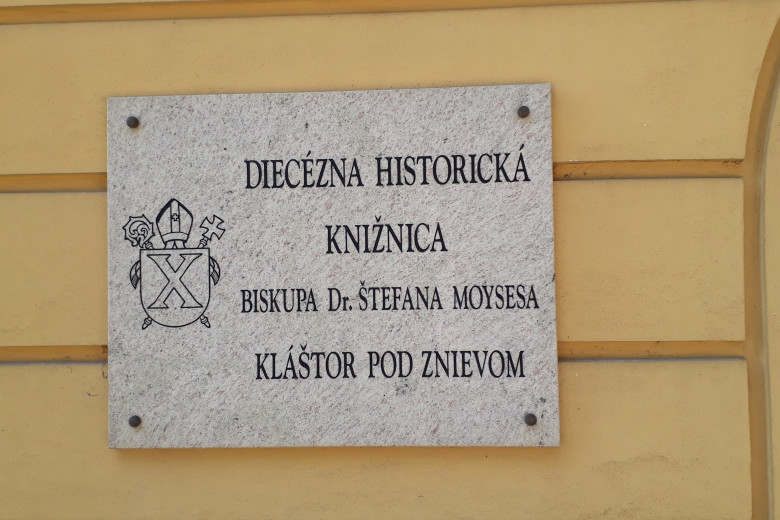 DIECÉZNA HISTORICKÁ
KNIŽNICA
BISKUPA Dr. ŠTEFANA MOYSESA
KLÁŠTOR POD ZNIEVOM
X